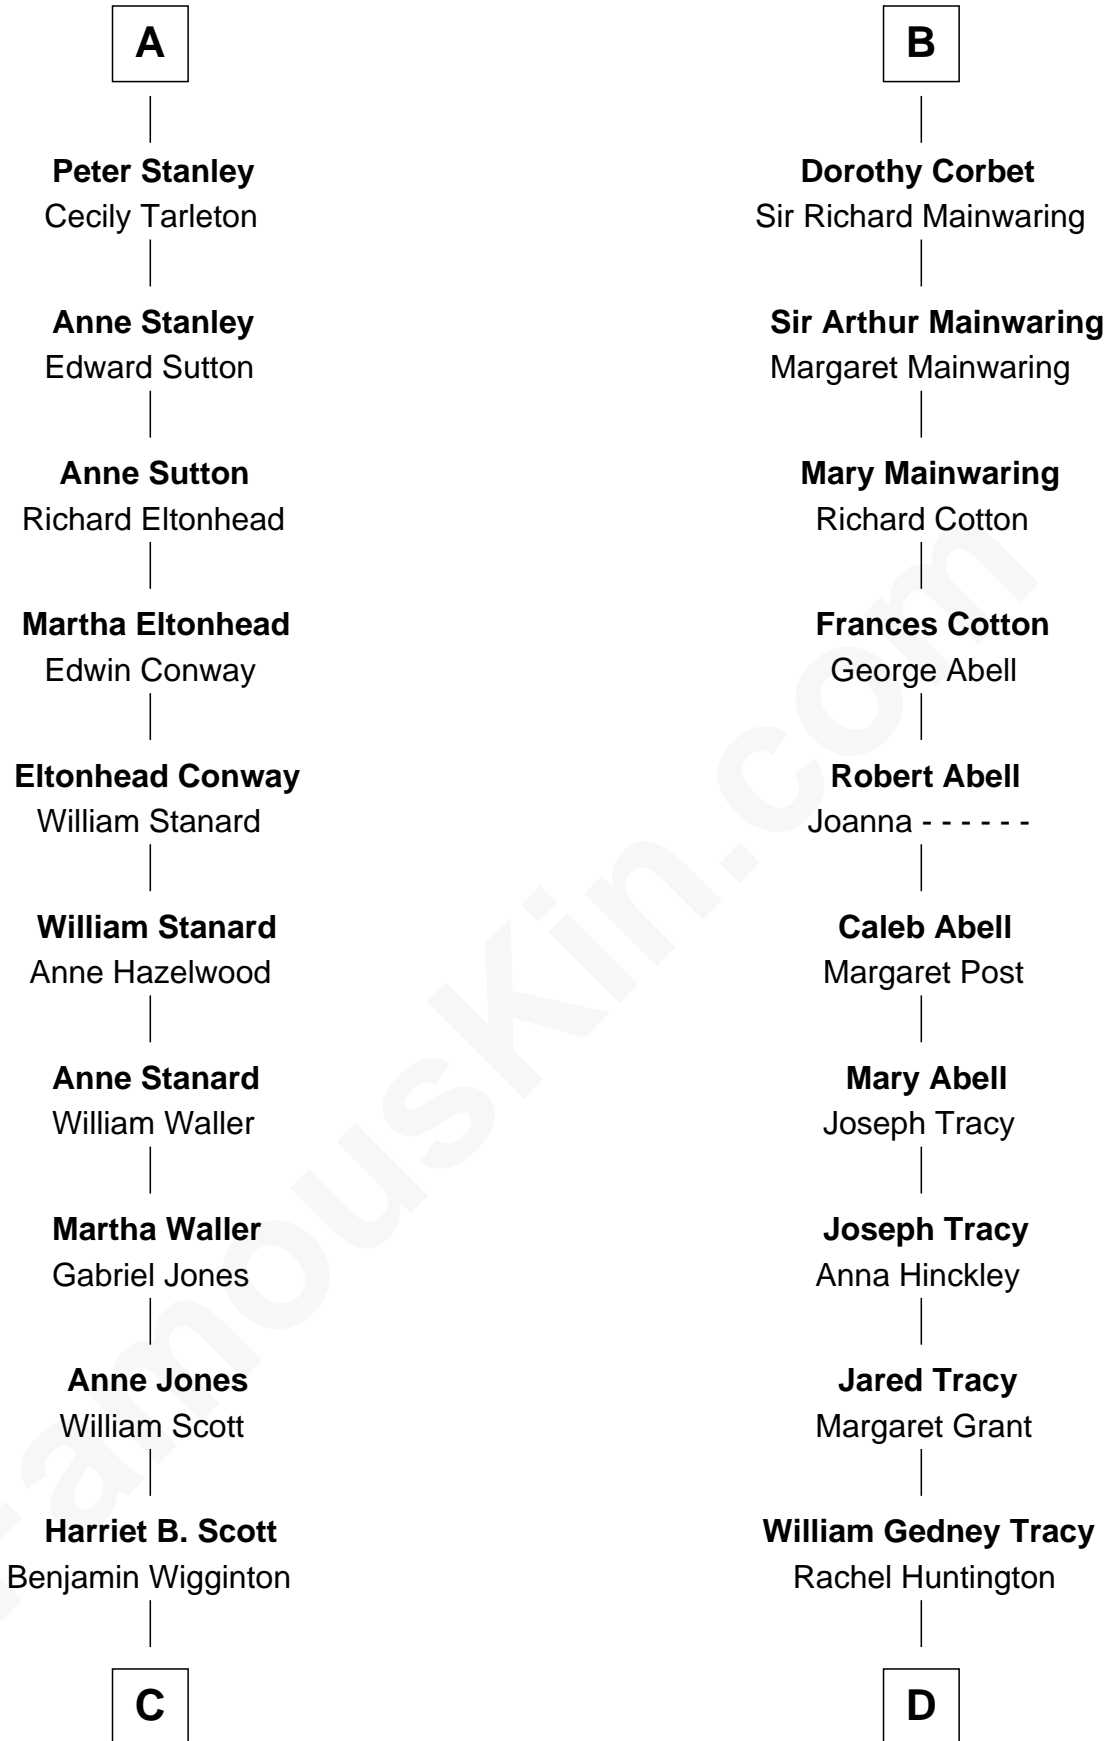 A
Peter Stanley
Cecily Tarleton
Anne Stanley
Edward Sutton
Anne Sutton
Richard Eltonhead
Martha Eltonhead
Edwin Conway
Eltonhead Conway
William Stanard
William Stanard
Anne Hazelwood
Anne Stanard
William Waller
Martha Waller
Gabriel Jones
Anne Jones
William Scott
Harriet B. Scott
Benjamin Wigginton
C
B
Dorothy Corbet
Sir Richard Mainwaring
Sir Arthur Mainwaring
Margaret Mainwaring
Mary Mainwaring
Richard Cotton
Frances Cotton
George Abell
Robert Abell
Joanna - - - - - -
Caleb Abell
Margaret Post
Mary Abell
Joseph Tracy
Joseph Tracy
Anna Hinckley
Jared Tracy
Margaret Grant
William Gedney Tracy
Rachel Huntington
D
FamousKin.com